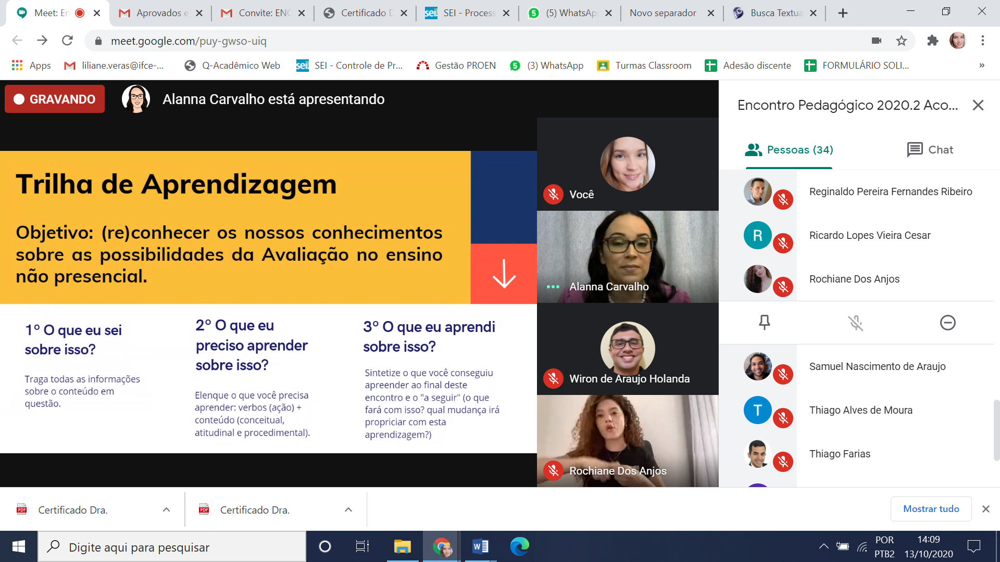 Meet: En
Aprovados e
Convite: ENC
Certificado D
SEI - Process
(5) WhatsAp
Novo separador
Busca Textua
meet.google.com/puy-gwso-uiq
Apps
liliane.veras@ifce-...
Q-Acadêmico Web
sei SEI - Controle de Pr...
Gestão PROEN
5 (3) WhatsApp
Turmas Classroom
Adesão discente
FORMULÁRIO SOLI...
»
GRAVANDO
Alanna Carvalho está apresentando
Trilha de Aprendizagem
Objetivo: (re)conhecer os nossos conhecimentos
sobre as possibilidades da Avaliação no ensino
não presencial.
1º O que eu sei
sobre isso?
Traga todas as informações
sobre o conteúdo em
questão.
2º O que eu
preciso aprender
sobre isso?
Elenque o que você precisa
aprender: verbos (ação) +
conteúdo (conceitual,
atitudinal e procedimental).
3º O que eu aprendi
sobre isso?
Sintetize o que você conseguiu
apreender ao final deste
encontro e o "a seguir" (o que
fará com isso? qual mudança irá
propriciar com esta
aprendizagem?)
Você
Alanna Carvalho
Wiron de Araujo Holanda
Rochiane Dos Anjos
Encontro Pedagógico 2020.2 Aco...
Pessoas (34)
Chat
Reginaldo Pereira Fernandes Ribeiro
R
Ricardo Lopes Vieira Cesar
Rochiane Dos Anjos
Samuel Nascimento de Araujo
T
Thiago Alves de Moura
Thiago Farias
PDF Certificado Dra.
PDF Certificado Dra.
Mostrar tudo
Digite aqui para pesquisar
W
POR
PTB2
14:09
13/10/2020